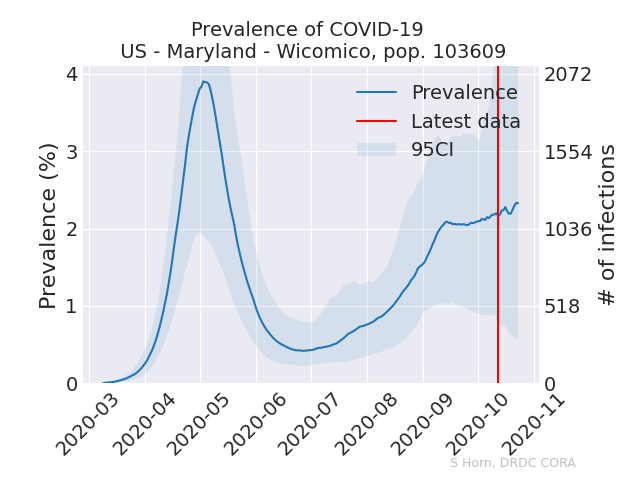 Prevalence of COVID-19
US - Maryland - Wicomico, pop. 103609
Prevalence (%)
4
3
2
1
0
2072
1554
1036
518
0
# of infections
Prevalence
Latest data
95CI
2020-03
2020-04
2020-05
2020-06
2020-07
2020-08
2020-09
2020-10
2020-11
S Horn, DRDC CORA